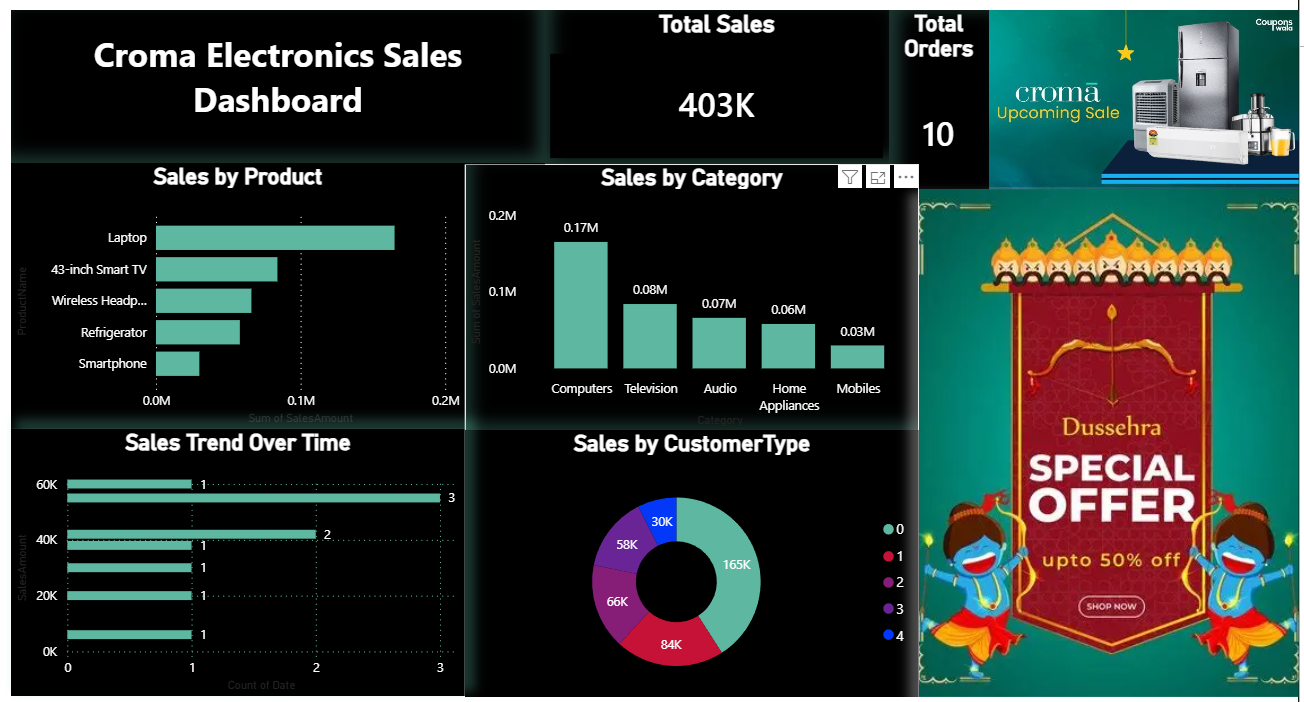 Croma Electronics Sales
Dashboard
Total Sales
403K
Total
Orders
10
Coupons
wala
cromā
Upcoming Sale
Sales by Product
ProductName
Laptop
43-inch Smart TV
Wireless Headp...
Refrigerator
Smartphone
0.0M 0.1M 0.2M
Sum of SalesAmount
Sales by Category
Sum of SalesAmount
0.2M
0.1M
0.0M
0.17M
0.08M
0.07M
0.06M
0.03M
Computers Television Audio Home Mobiles
Appliances
Category
Sales Trend Over Time
SalesAmount
60K
40K
20K
0K
1
3
2
1
1
1
1
0 1 2 3
Count of Date
Sales by CustomerType
30K
58K
165K
66K
84K
0
1
2
3
4
Dussehra
SPECIAL
OFFER
upto 50% off
SHOP NOW